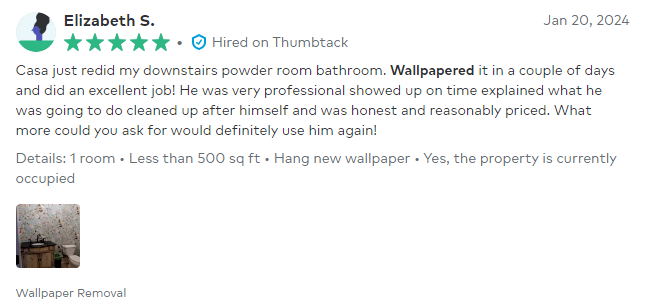 Elizabeth S.
Jan 20, 2024
• Hired on Thumbtack
Casa just redid my downstairs powder room bathroom. Wallpapered it in a couple of days
and did an excellent job! He was very professional showed up on time explained what he
was going to do cleaned up after himself and was honest and reasonably priced. What
more could you ask for would definitely use him again!
Details: 1 room • Less than 500 sq ft • Hang new wallpaper • Yes, the property is currently
occupied
Wallpaper Removal